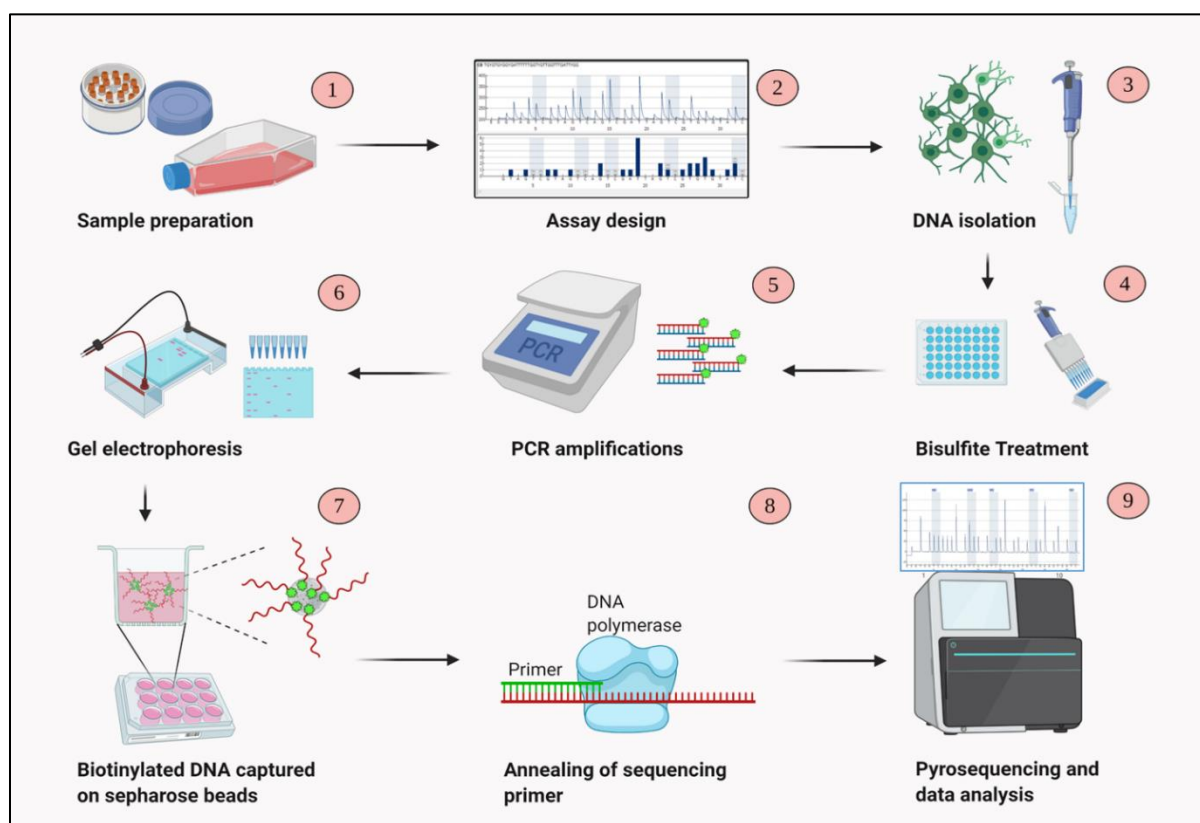 1
2
3
Sample preparation
Assay design
DNA isolation
6
5
4
PCR
Gel electrophoresis
PCR amplifications
Bisulfite Treatment
7
8
9
DNA
polymerase
Primer
Biotinylated DNA captured
on sepharose beads
Annealing of sequencing
primer
Pyrosequencing and
data analysis